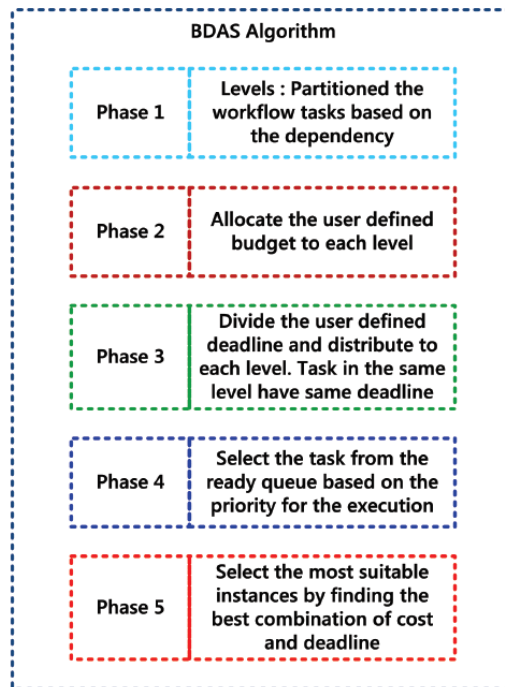 BDAS Algorithm
Phase 1
Levels : Partitioned the
workflow tasks based on
the dependency
Phase 2
Allocate the user defined
budget to each level
Phase 3
Divide the user defined
deadline and distribute to
each level. Task in the same
level have same deadline
Phase 4
Select the task from the
ready queue based on the
priority for the execution
Phase 5
Select the most suitable
instances by finding the
best combination of cost
and deadline